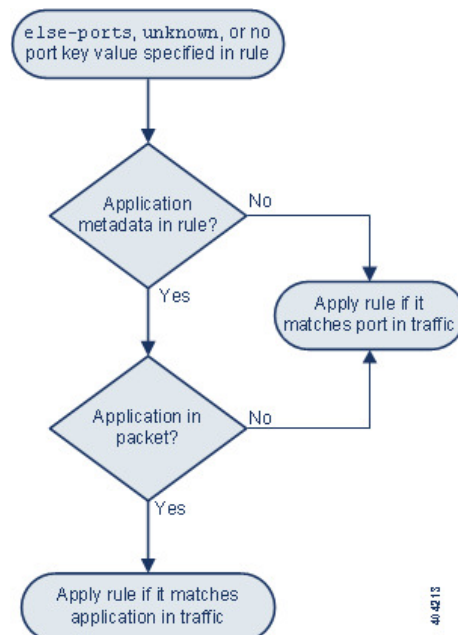 else-ports, unknown, or no
port key value specified in rule
Application
metadata in rule?
No
Yes
Apply rule if it
matches port in traffic
Application in
packet?
No
Yes
Apply rule if it matches
application in traffic
404213